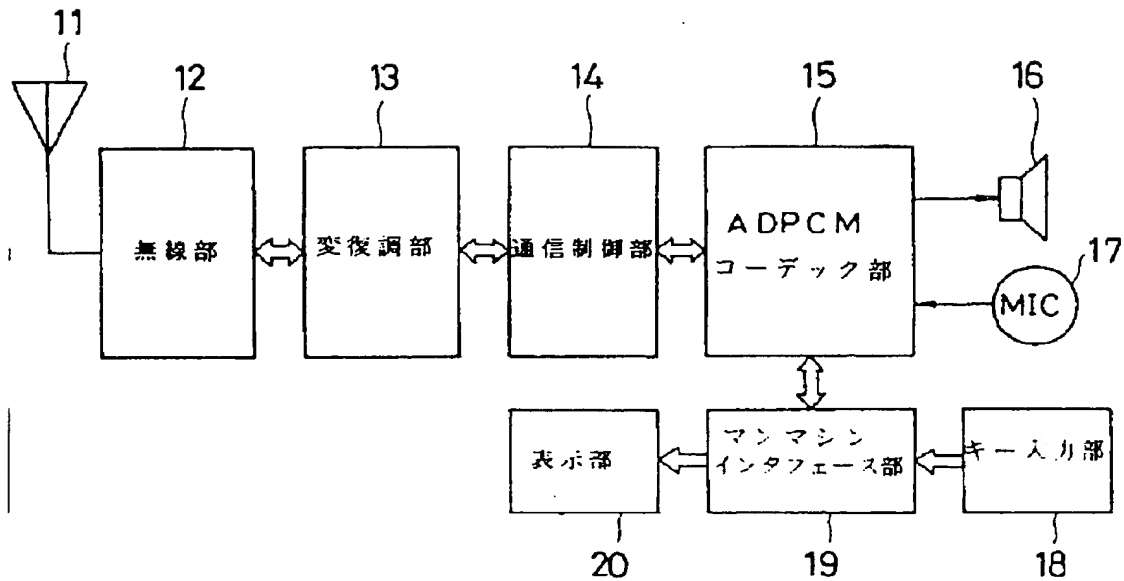 11
12
13
14
15
16
無線部
変復調部
通信制御部
ADPCM
コーデック部
17
MIC
表示部
マンマシン
インタフェース部
キー入力部
20
19
18